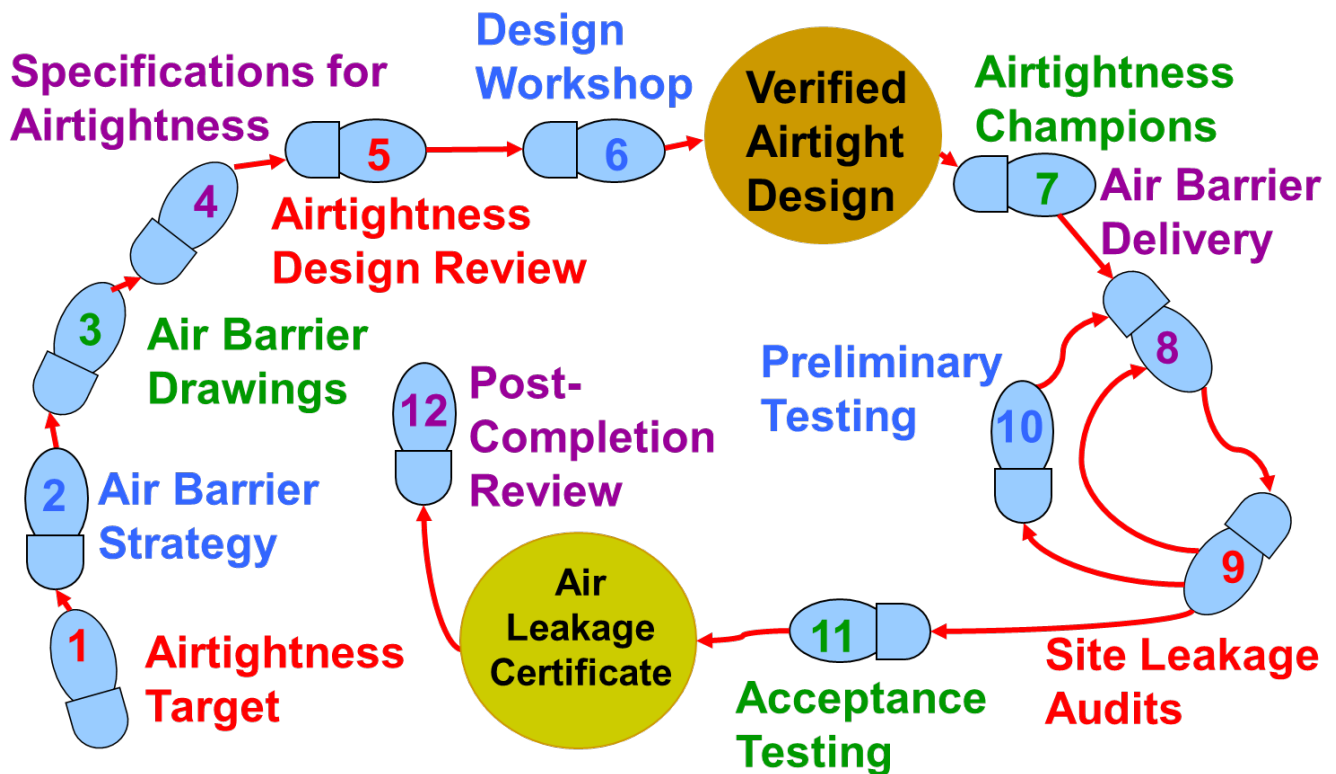 1
Airtightness
Target
2
Air Barrier
Strategy
3
Air Barrier
Drawings
4
Specifications for
Airtightness
5
Airtightness
Design Review
6
Design
Workshop
Verified
Airtight
Design
7
Airtightness
Champions
8
Air Barrier
Delivery
9
Site Leakage
Audits
10
Preliminary
Testing
11
Acceptance
Testing
Air
Leakage
Certificate
12
Post-
Completion
Review